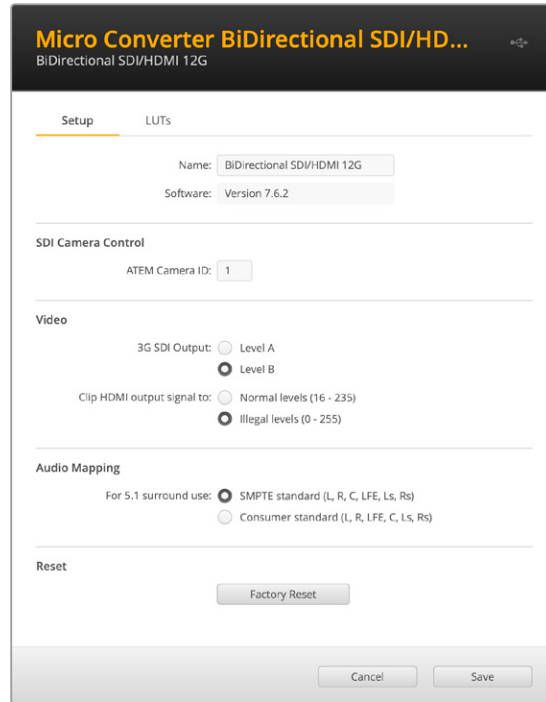 Micro Converter BiDirectional SDI/HD...
BiDirectional SDI/HDMI 12G
Setup LUTs
Name: BiDirectional SDI/HDMI 12G
Software: Version 7.6.2
SDI Camera Control
ATEM Camera ID: 1
Video
3G SDI Output: Level A
Level B
Clip HDMI output signal to: Normal levels (16 - 235)
Illegal levels (0 - 255)
Audio Mapping
For 5.1 surround use: SMPTE standard (L, R, C, LFE, Ls, Rs)
Consumer standard (L, R, LFE, C, Ls, Rs)
Reset
Factory Reset
Cancel Save